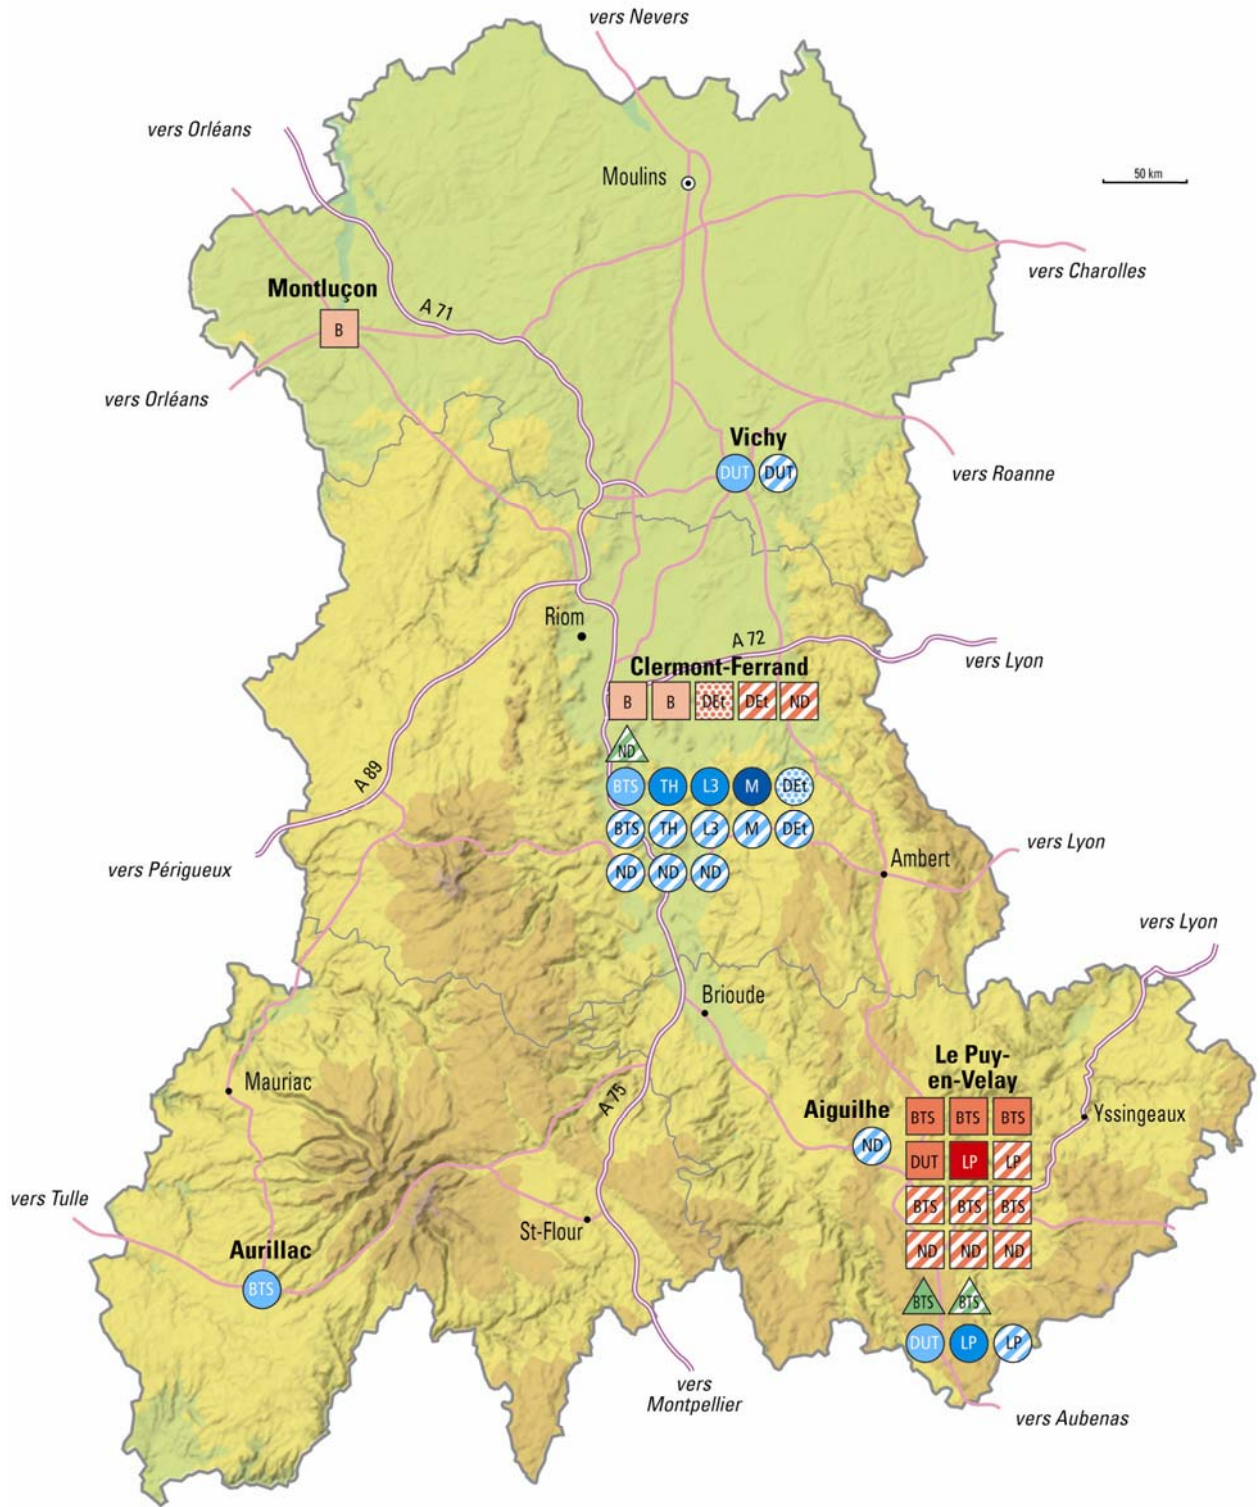 vers Nevers
vers Orléans
Moulins
50 km
vers Charolles
Montluçon
A 71
B
vers Orléans
Vichy
DUT DUT
vers Roanne
Riom
A 72
vers Lyon
Clermont-Ferrand
B B DEt DEt ND
ND
A 89
BTS TH L3 M DEt
BTS TH L3 M DEt
vers Lyon
Ambert
vers Périgueux
ND ND ND
vers Lyon
Brioude
Le Puy-
en-Velay
Mauriac
A 75
Aiguilhe
BTS BTS BTS
Yssingeaux
ND
DUT LP LP
vers Tulle
BTS BTS BTS
St-Flour
Aurillac
ND ND ND
BTS
BTS BTS
DUT LP LP
vers
Montpellier
vers Aubenas